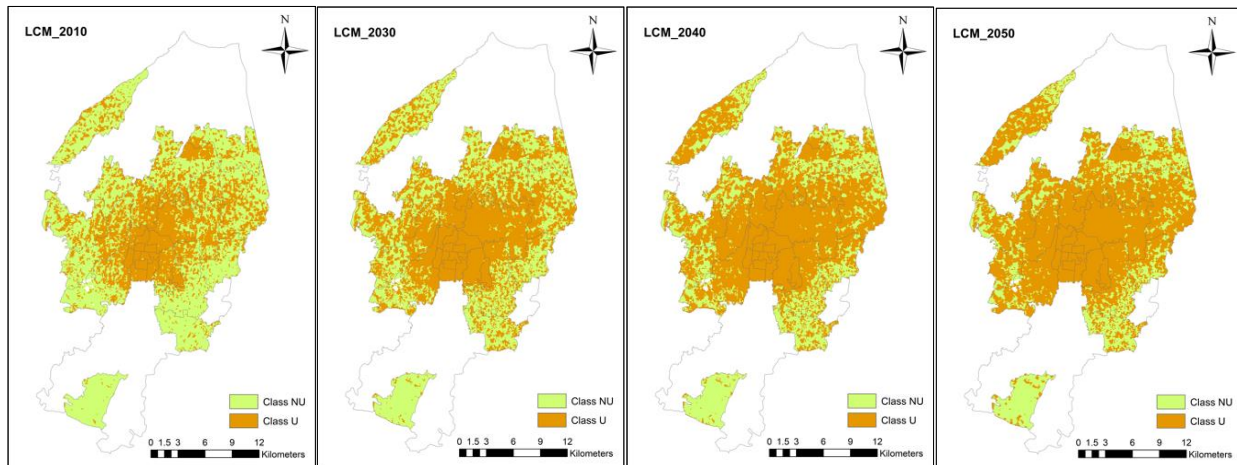 LCM_2010
N
Class NU
Class U
0 1.5 3 6 9 12
Kilometers
LCM_2030
N
Class NU
Class U
0 1.5 3 6 9 12
Kilometers
LCM_2040
N
Class NU
Class U
0 1.5 3 6 9 12
Kilometers
LCM_2050
N
Class NU
Class U
0 1.5 3 6 9 12
Kilometers